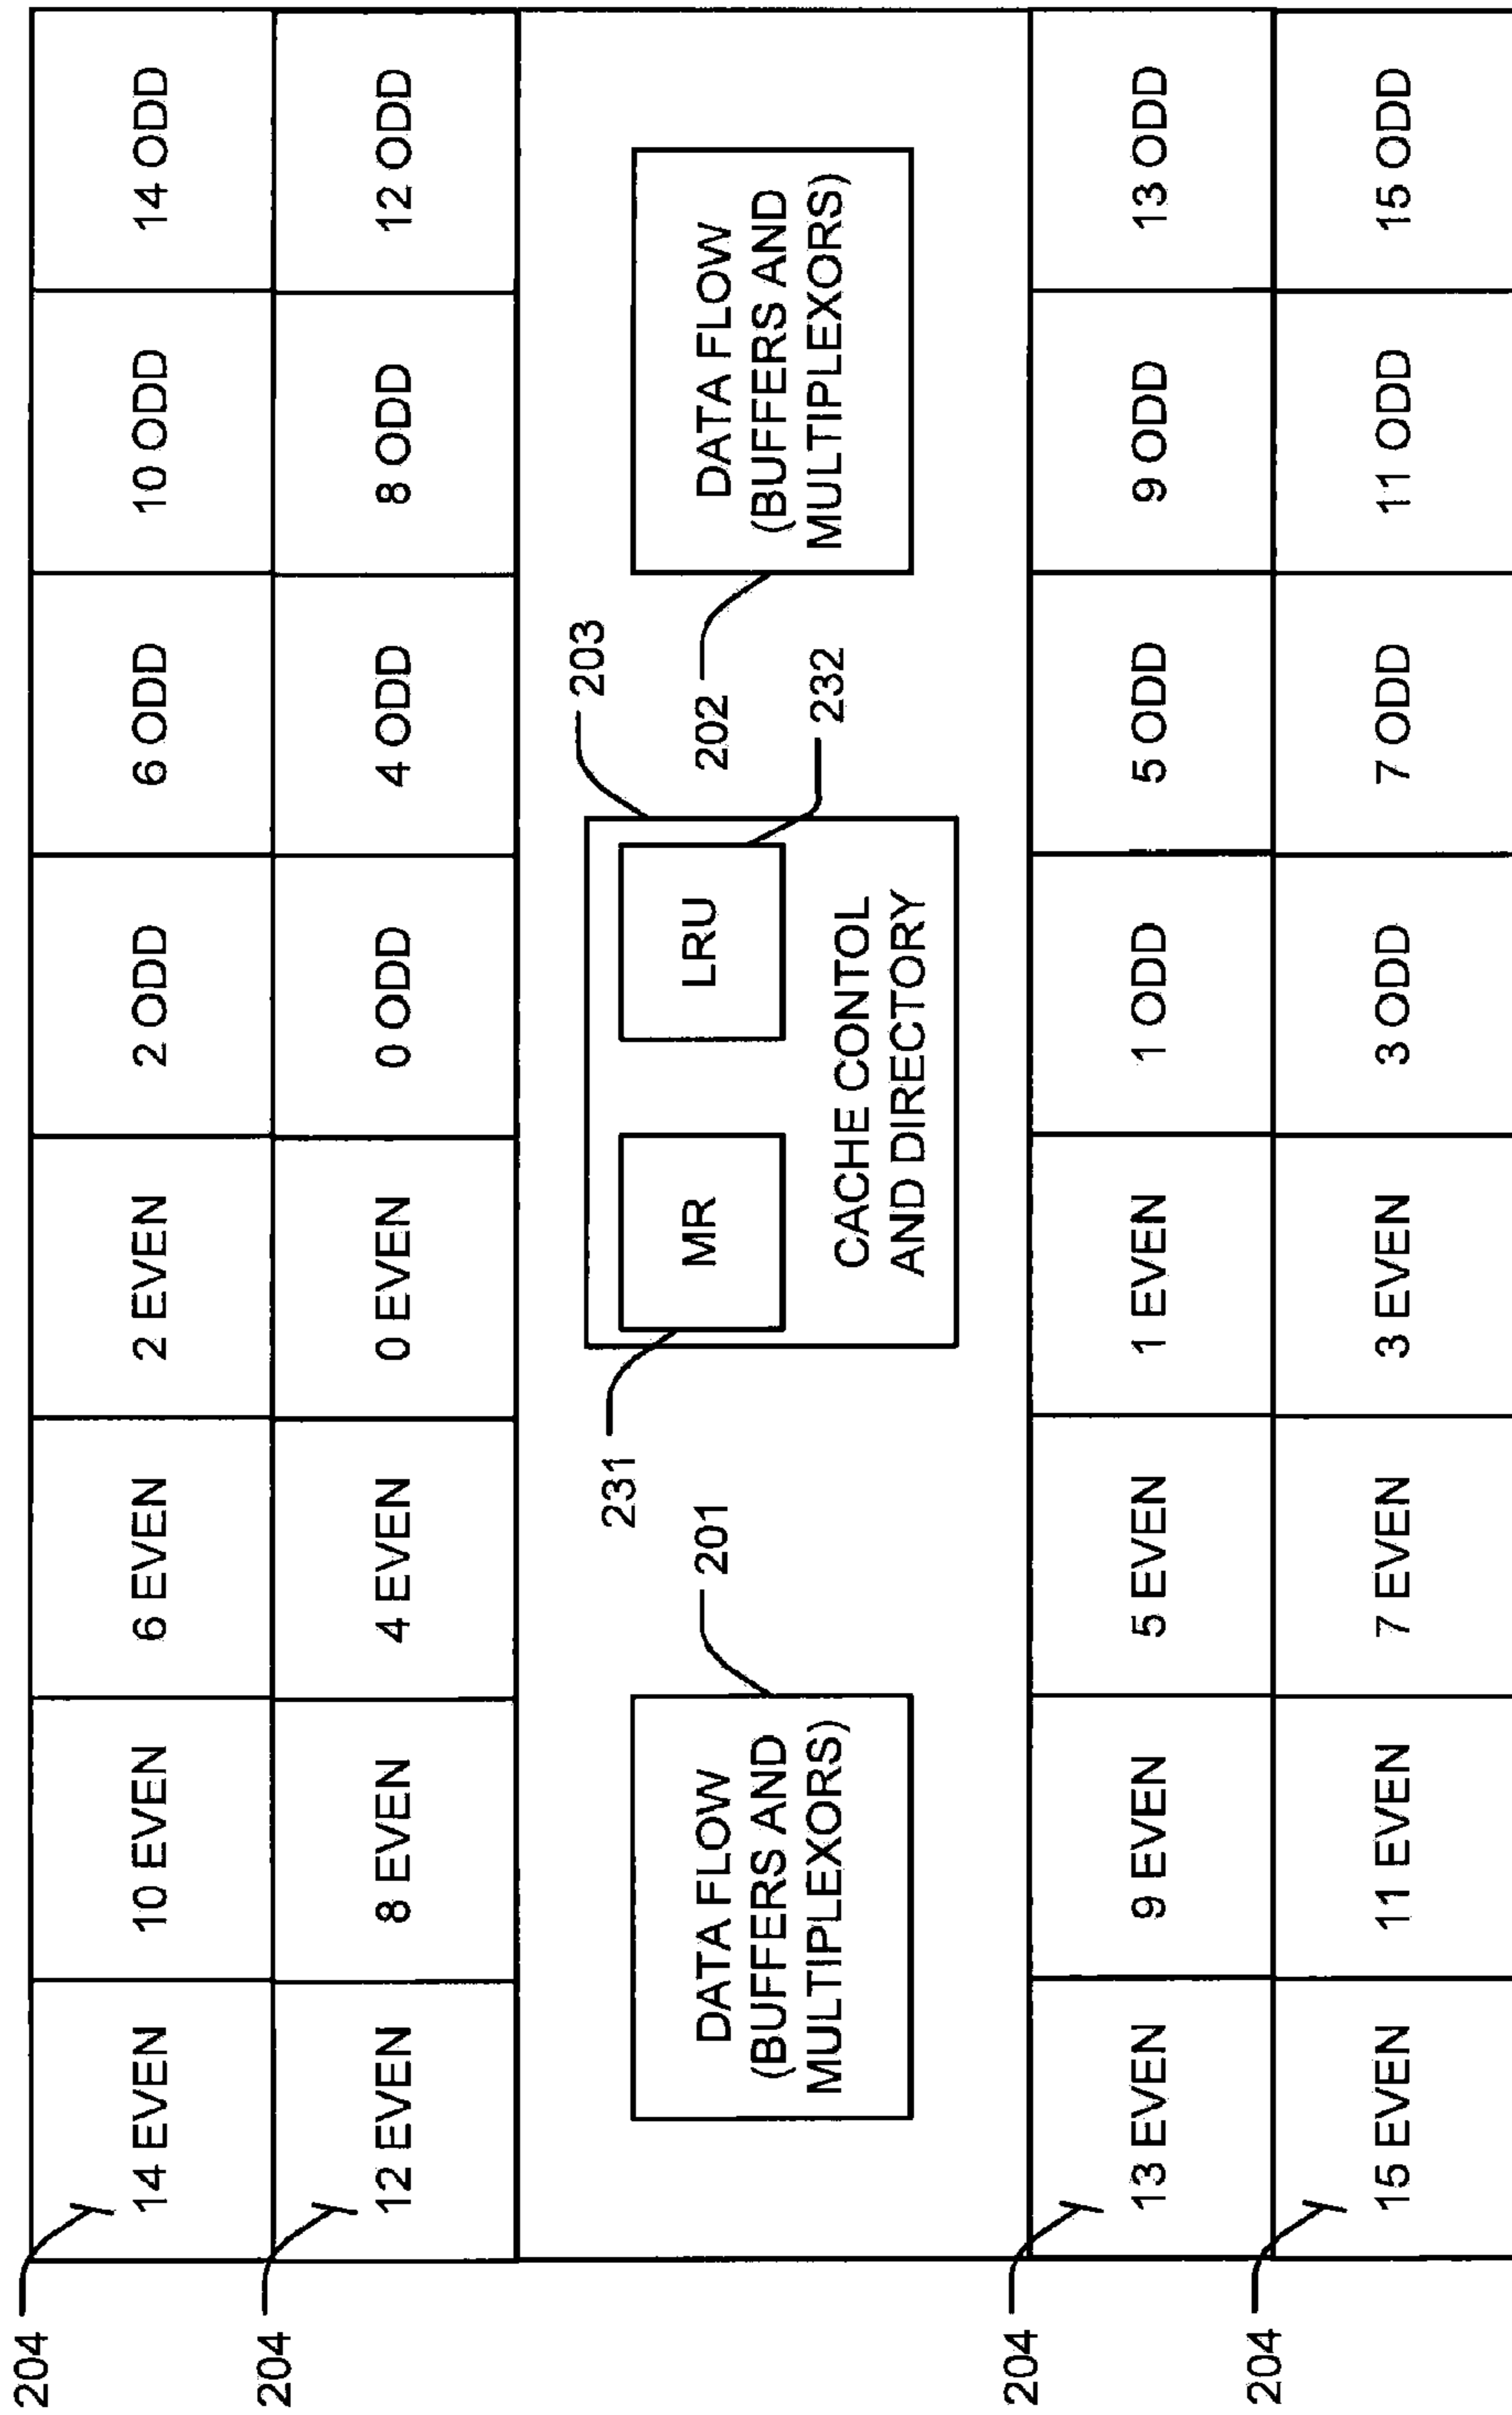 204
14 EVEN
10 EVEN
6 EVEN
2 EVEN
2 ODD
6 ODD
10 ODD
14 ODD
204
12 EVEN
8 EVEN
4 EVEN
0 EVEN
0 ODD
4 ODD
8 ODD
12 ODD
201
DATA FLOW
(BUFFERS AND
MULTIPLEXORS)
231
203
MR
LRU
232
CACHE CONTOL
AND DIRECTORY
202
DATA FLOW
(BUFFERS AND
MULTIPLEXORS)
204
13 EVEN
9 EVEN
5 EVEN
1 EVEN
1 ODD
5 ODD
9 ODD
13 ODD
204
15 EVEN
11 EVEN
7 EVEN
3 EVEN
3 ODD
7 ODD
11 ODD
15 ODD